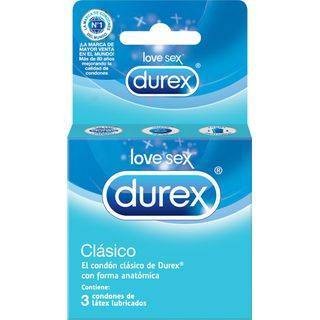 love sex
durex
®
Nº1
¡LA MARCA DE
MAYOR VENTA
EN EL MUNDO!
Más de 80 años
mejorando la
calidad de
condones
love sex
durex
®
Clásico
El condón clásico de Durex®
con forma anatómica
Contiene:
3 condones de
látex lubricados